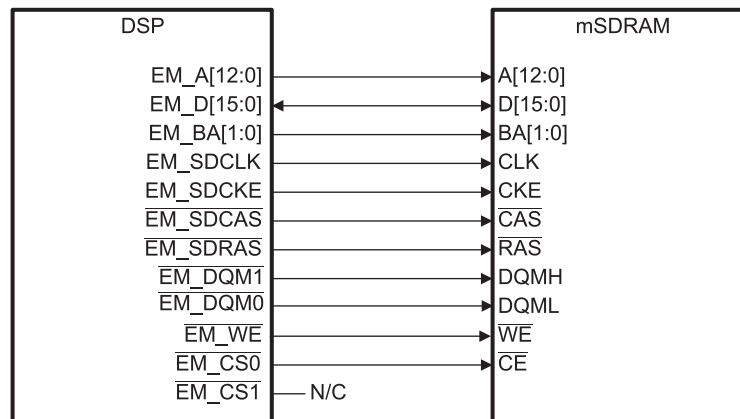 DSP mSDRAM
EM_A[12:0] A[12:0]
EM_D[15:0] D[15:0]
EM_BA[1:0] BA[1:0]
EM_SDCLK CLK
EM_SDCKE CKE
EM_SDCAS CAS
EM_SDRAS RAS
EM_DQM1 DQMH
EM_DQM0 DQML
EM_WE WE
EM_CS0 CE
EM_CS1 N/C